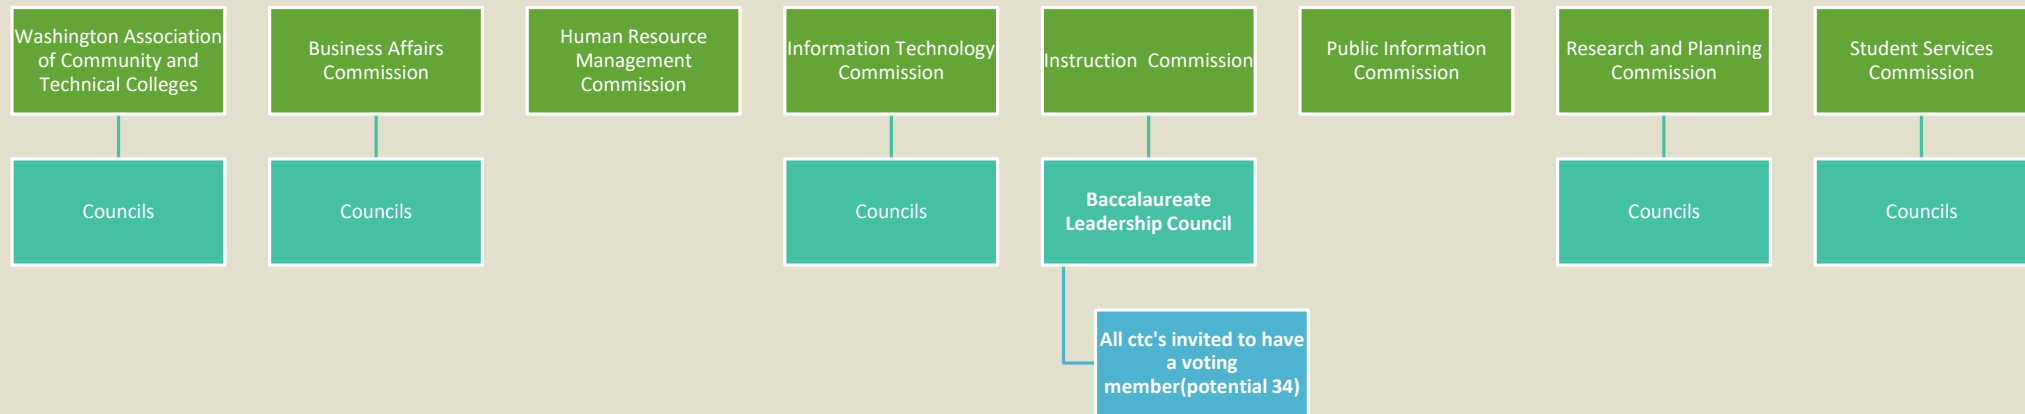 Washington Association
of Community and
Technical Colleges
Business Affairs
Commission
Human Resource
Management
Commission
Information Technology
Commission
Instruction  Commission
Public Information
Commission
Research and Planning
Commission
Student Services
Commission
Councils
Councils
Councils
Baccalaureate
Leadership Council
Councils
Councils
All ctc's invited to have
a voting
member(potential 34)